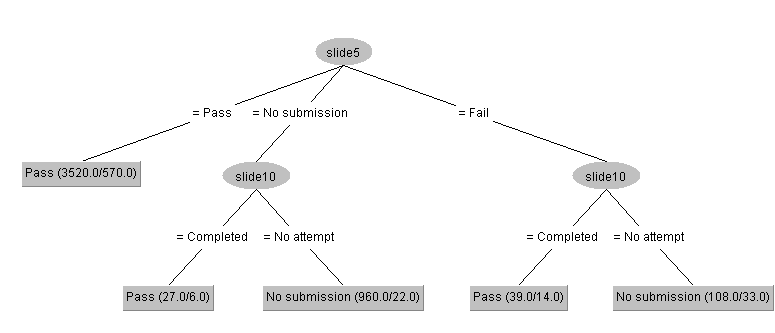 slide5
= Pass
= No submission
= Fail
Pass (3520.0/570.0)
slide10
slide10
= Completed
= No attempt
= Completed
= No attempt
Pass (27.0/6.0)
No submission (960.0/22.0)
Pass (39.0/14.0)
No submission (108.0/33.0)